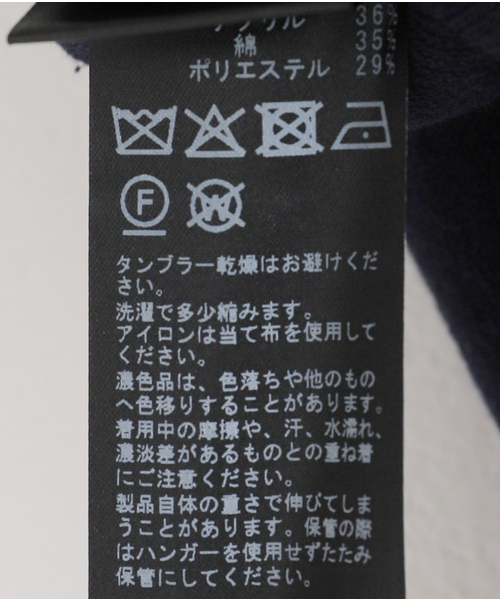 アクリル 36%
綿 35%
ポリエステル 29%
F W
タンブラー乾燥はお避けくだ
さい。
洗濯で多少縮みます。
アイロンは当て布を使用して
ください。
濃色品は、色落ちや他のもの
へ色移りすることがあります。
着用中の摩擦や、汗、水濡れ、
濃淡差があるものとの重ね着
にご注意ください。
製品自体の重さで伸びてしま
うことがあります。保管の際
はハンガーを使用せずたたみ
保管にしてください。